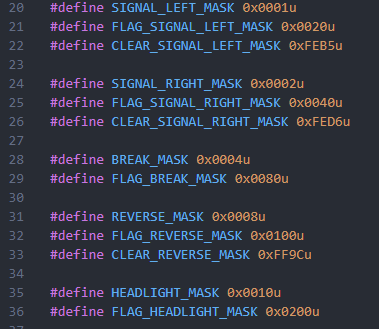 20 #define SIGNAL_LEFT_MASK 0x0001u
21 #define FLAG_SIGNAL_LEFT_MASK 0x0020u
22 #define CLEAR_SIGNAL_LEFT_MASK 0xFEB5u
23
24 #define SIGNAL_RIGHT_MASK 0x0002u
25 #define FLAG_SIGNAL_RIGHT_MASK 0x0040u
26 #define CLEAR_SIGNAL_RIGHT_MASK 0xFED6u
27
28 #define BREAK_MASK 0x0004u
29 #define FLAG_BREAK_MASK 0x0080u
30
31 #define REVERSE_MASK 0x0008u
32 #define FLAG_REVERSE_MASK 0x0100u
33 #define CLEAR_REVERSE_MASK 0xFF9Cu
34
35 #define HEADLIGHT_MASK 0x0010u
36 #define FLAG_HEADLIGHT_MASK 0x0200u